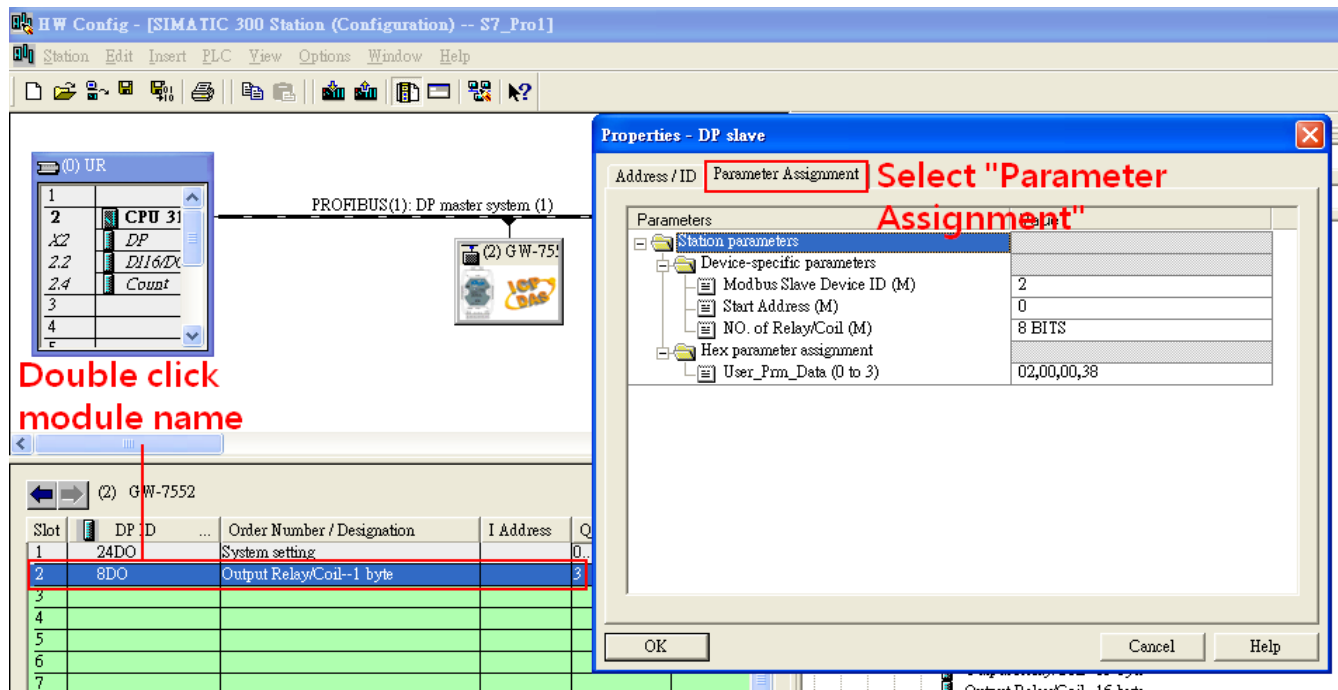 HW Config - [SIMATIC 300 Station (Configuration) -- S7_Pro1]
Station Edit Insert PLC View Options Window Help
(0) UR
1
2 CPU 31
X2 DP
2.2 DI16/DO
2.4 Count
3
4
5
PROFIBUS(1): DP master system (1)
(2) GW-755
ICP DAS
Double click
module name
(2) GW-7552
Slot DP ID ... Order Number / Designation I Address Q
1 24DO System setting 0..
2 8DO Output Relay/Coil--1 byte 3
3
4
5
6
7
Properties - DP slave
Address / ID Parameter Assignment
Select "Parameter
Assignment"
Parameters Value
Station parameters
Device-specific parameters
Modbus Slave Device ID (M) 2
Start Address (M) 0
NO. of Relay/Coil (M) 8 BITS
Hex parameter assignment
User_Prm_Data (0 to 3) 02,00,00,38
OK Cancel Help